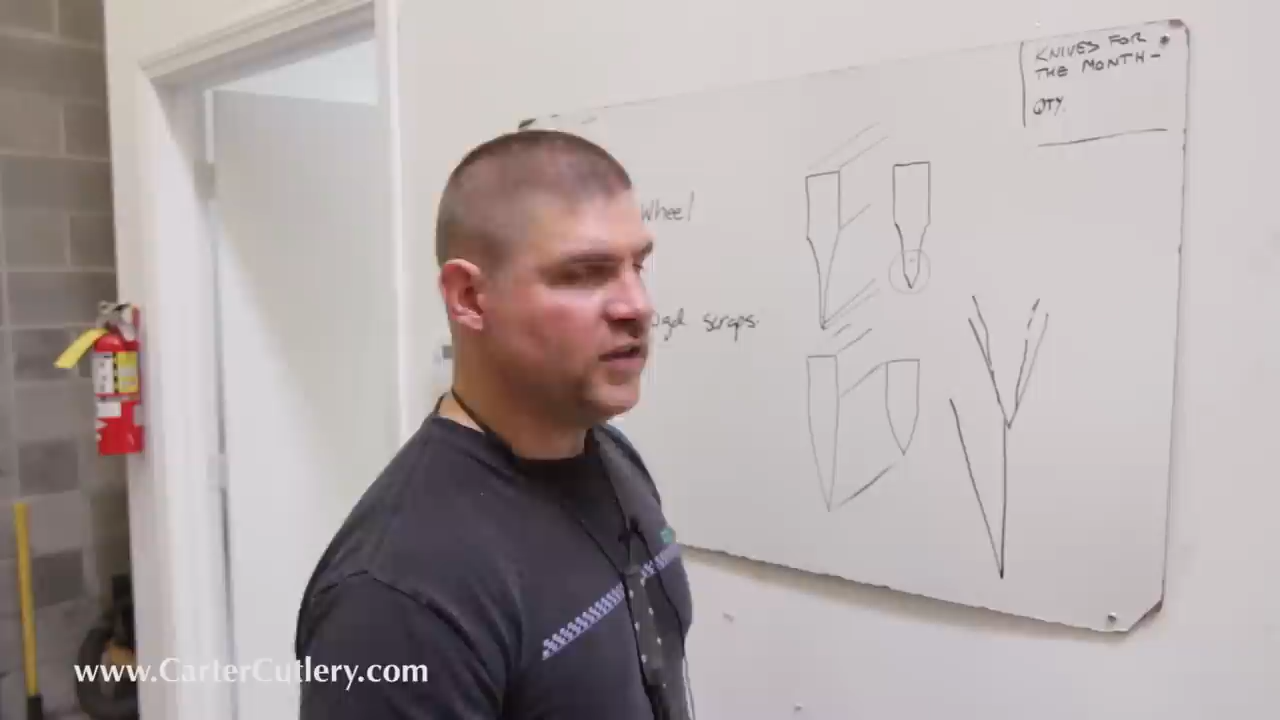 KNIVES FOR
THE MONTH-
QTY.
Wheel
scraps
www.CarterCutlery.com